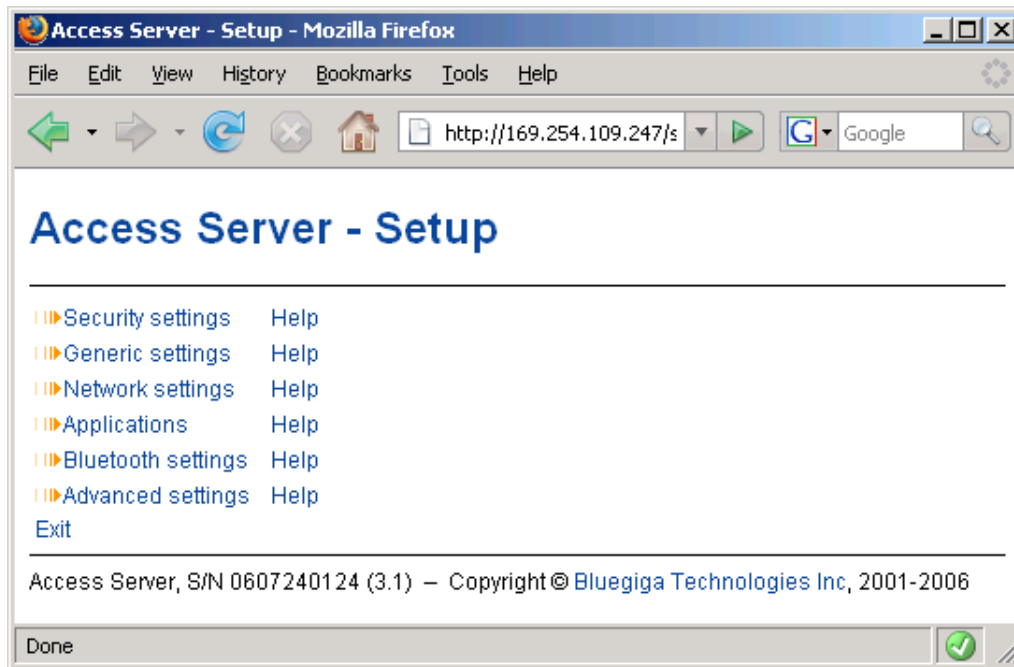 Access Server - Setup - Mozilla Firefox
File Edit View History Bookmarks Tools Help
http://169.254.109.247/s G Google
Access Server - Setup
Security settings Help
Generic settings Help
Network settings Help
Applications Help
Bluetooth settings Help
Advanced settings Help
Exit
Access Server, S/N 0607240124 (3.1) – Copyright © Bluegiga Technologies Inc, 2001-2006
Done